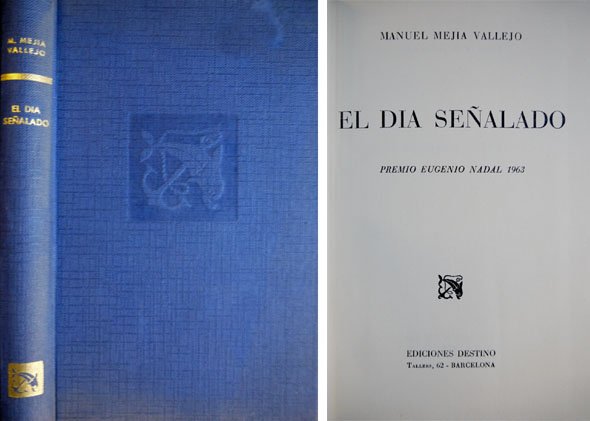 M. MEJIA
VALLEJO
EL DIA
SEÑALADO
MANUEL MEJIA VALLEJO
EL DIA SEÑALADO
PREMIO EUGENIO NADAL 1963
EDICIONES DESTINO
TALLERS, 62 - BARCELONA